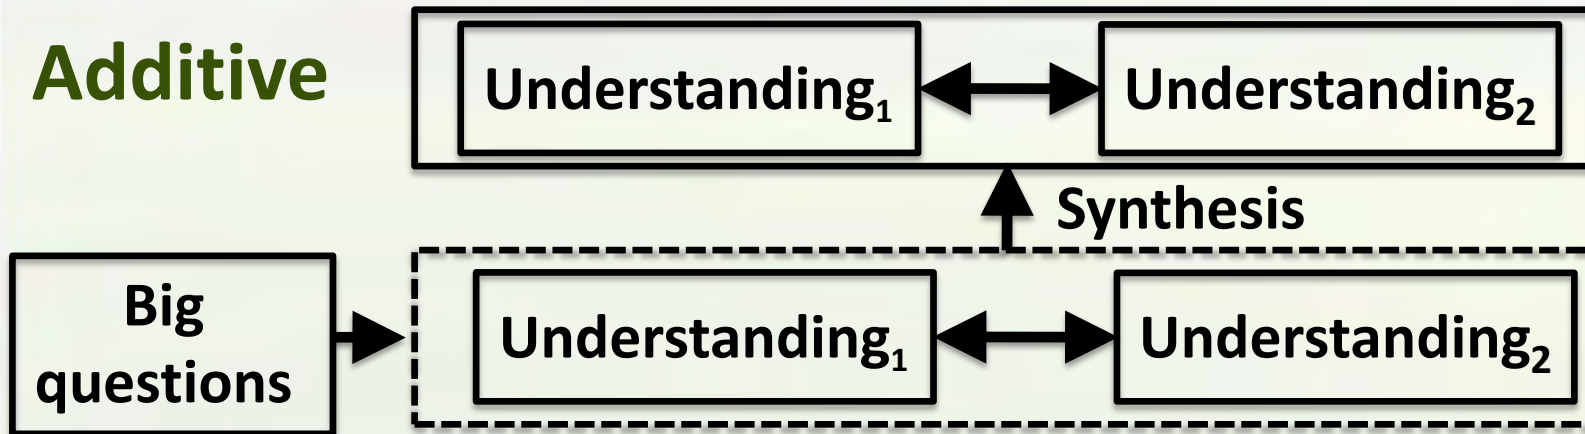 Additive
Understanding₁
Understanding₂
Synthesis
Big
questions
Understanding₁
Understanding₂